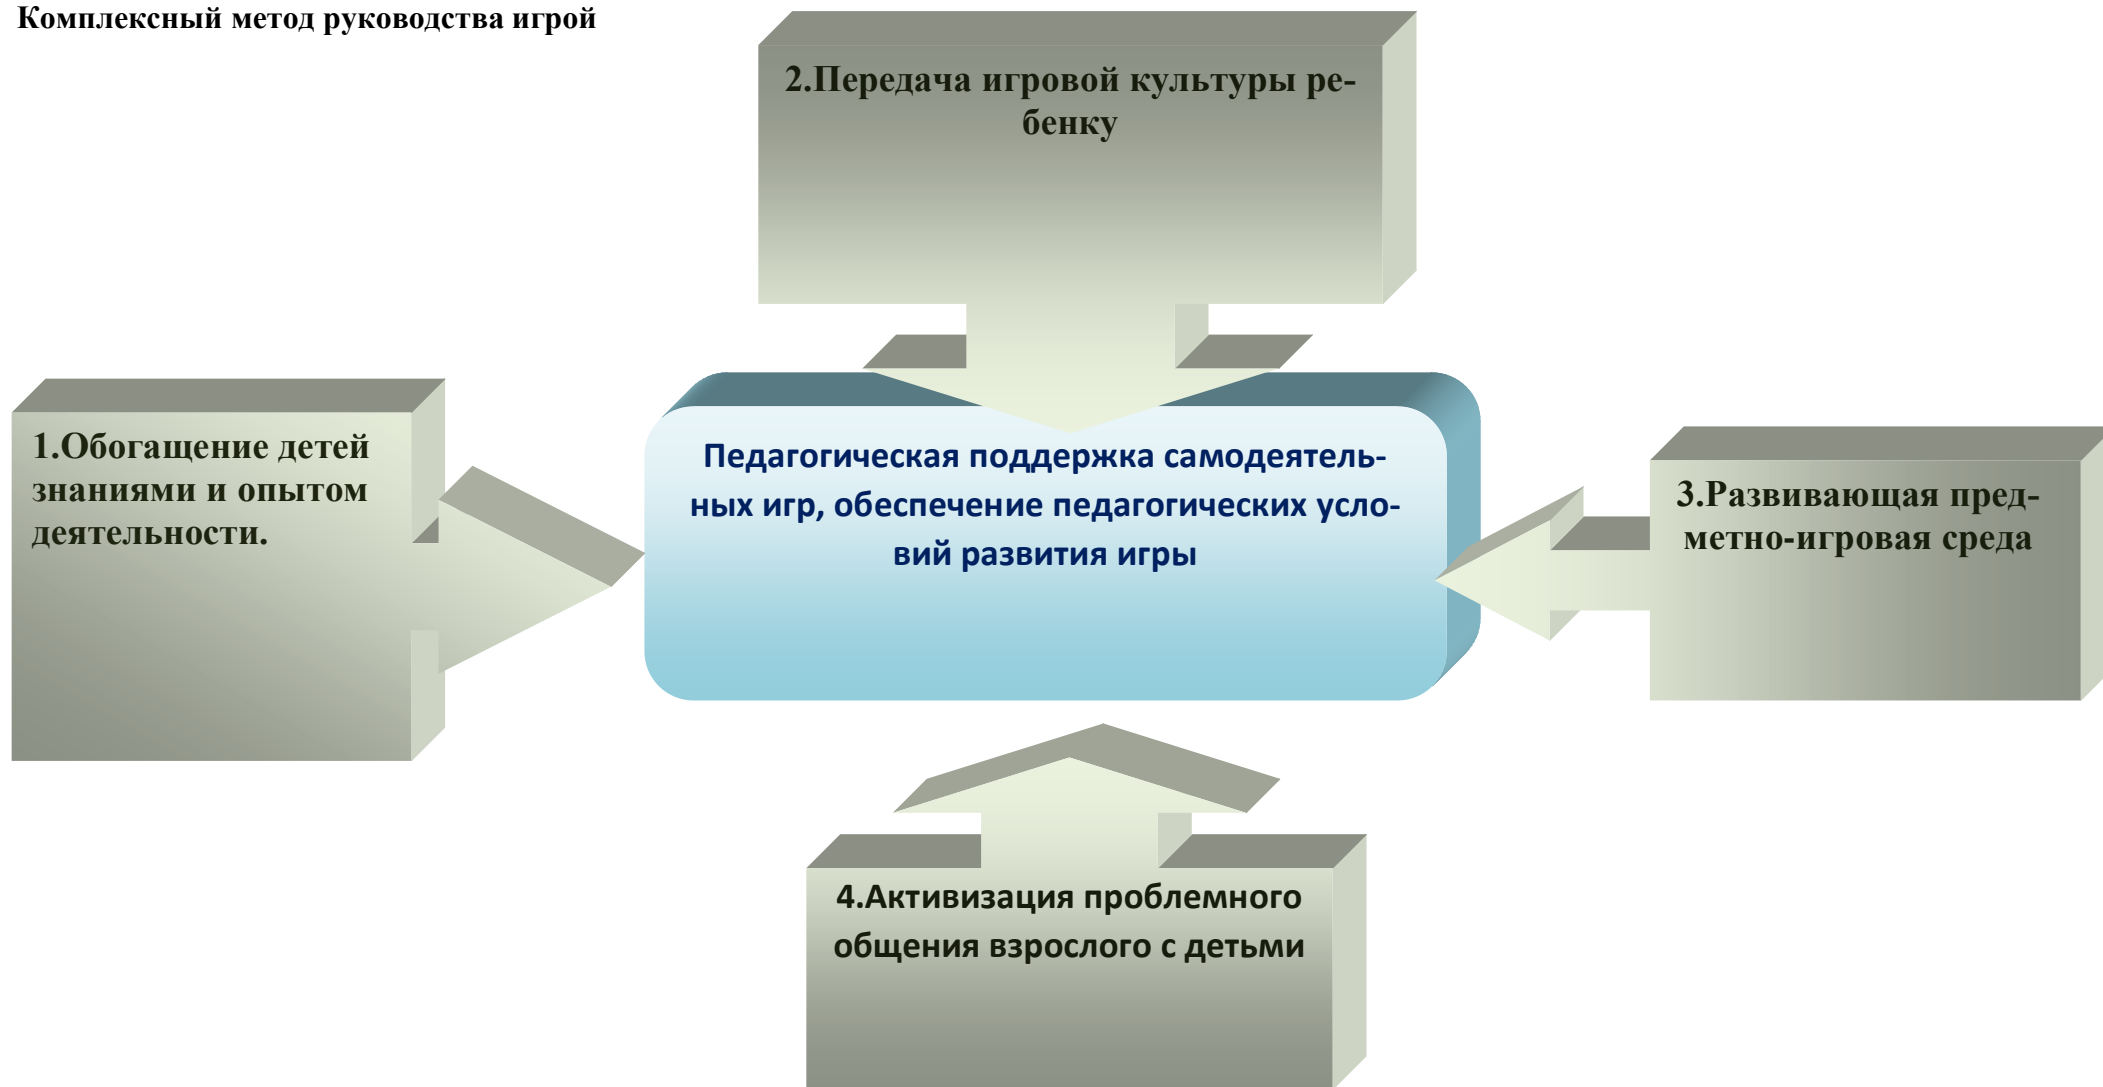 Комплексный метод руководства игрой
2.Передача игровой культуры ре-
бенку
1.Обогащение детей
знаниями и опытом
деятельности.
Педагогическая поддержка самодеятель-
ных игр, обеспечение педагогических усло-
вий развития игры
3.Развивающая пред-
метно-игровая среда
4.Активизация проблемного
общения взрослого с детьми